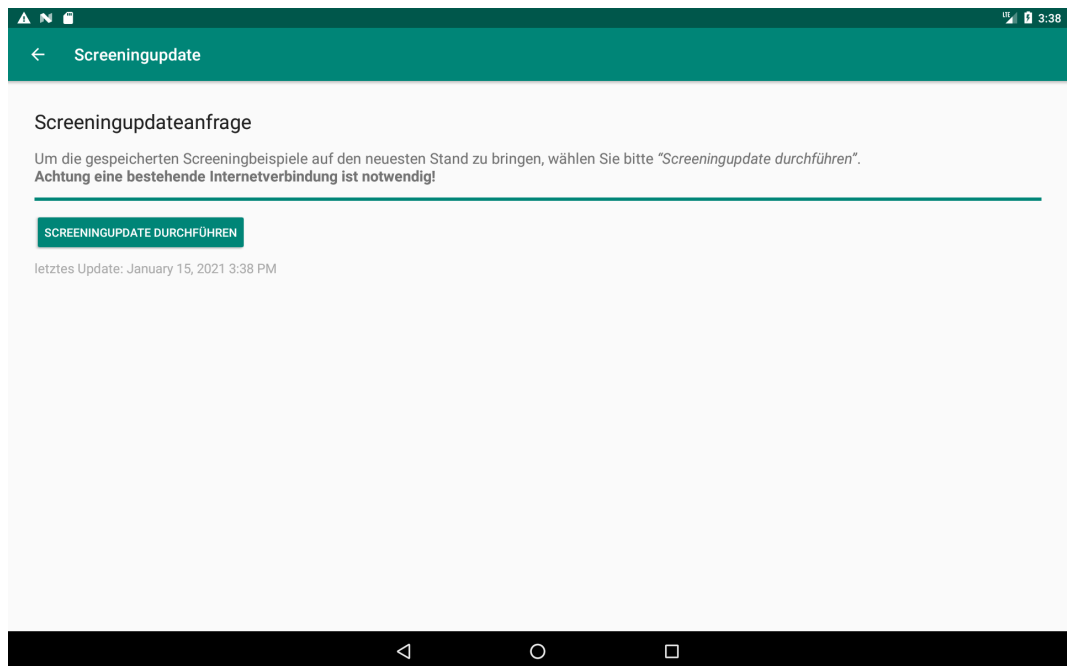 LTE 3:38
Screeningupdate
Screeningupdateanfrage
Um die gespeicherten Screeningbeispiele auf den neuesten Stand zu bringen, wählen Sie bitte “Screeningupdate durchführen”.
Achtung eine bestehende Internetverbindung ist notwendig!
SCREENINGUPDATE DURCHFÜHREN
letztes Update: January 15, 2021 3:38 PM